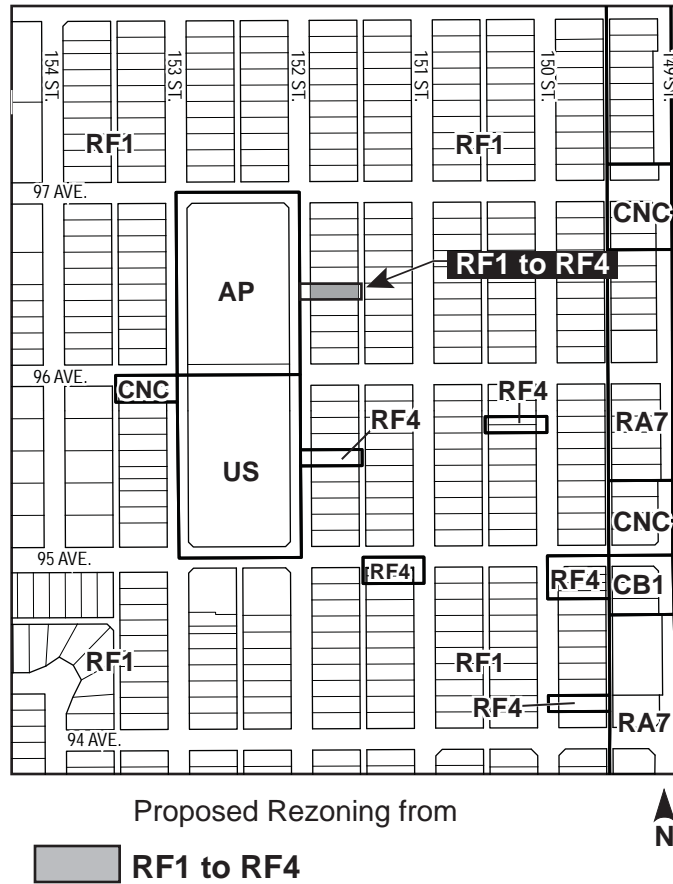 154 ST.
153 ST.
152 ST.
151 ST.
150 ST.
149 ST.
RF1
RF1
97 AVE.
CNC
RF1 to RF4
AP
96 AVE.
CNC
RF4
RF4
RA7
US
CNC
95 AVE.
RF4
RF4
CB1
RF1
RF1
RF4
RA7
94 AVE.
Proposed Rezoning from
N
RF1 to RF4